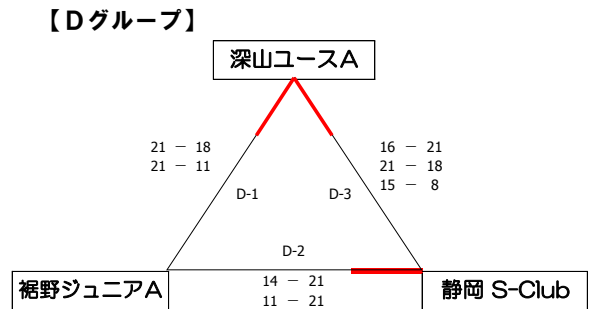 【Dグループ】
深山ユースA
21 － 18
21 － 11
16 － 21
21 － 18
15 － 8
D-1
D-3
D-2
裾野ジュニアA
14 － 21
11 － 21
静岡 S-Club